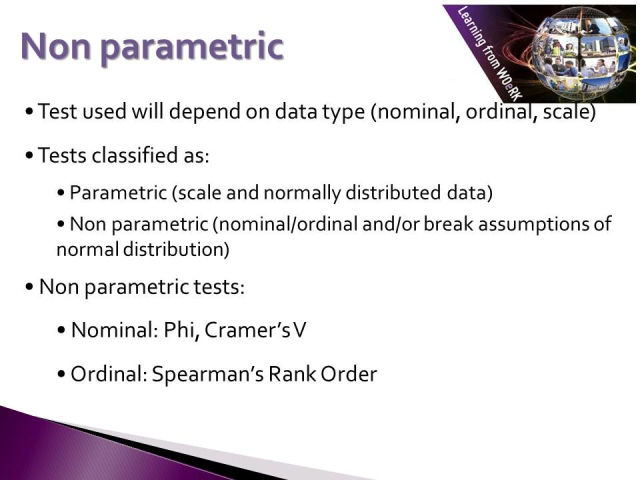 Non parametric
Learning from WOeRK
• Test used will depend on data type (nominal, ordinal, scale)
• Tests classified as:
• Parametric (scale and normally distributed data)
• Non parametric (nominal/ordinal and/or break assumptions of
normal distribution)
• Non parametric tests:
• Nominal: Phi, Cramer’s V
• Ordinal: Spearman’s Rank Order